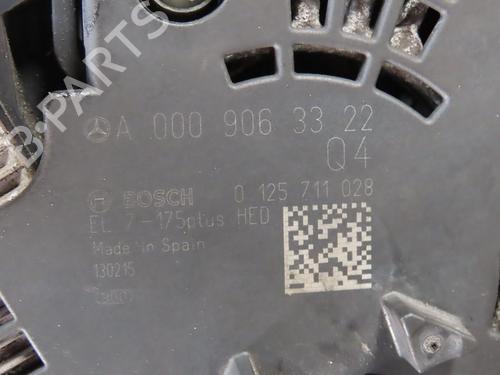 B-PARTS
A 000 906 33 22
Q4
BOSCH 0 125 711 028
EL 7-175plus HED
Made in Spain
130215